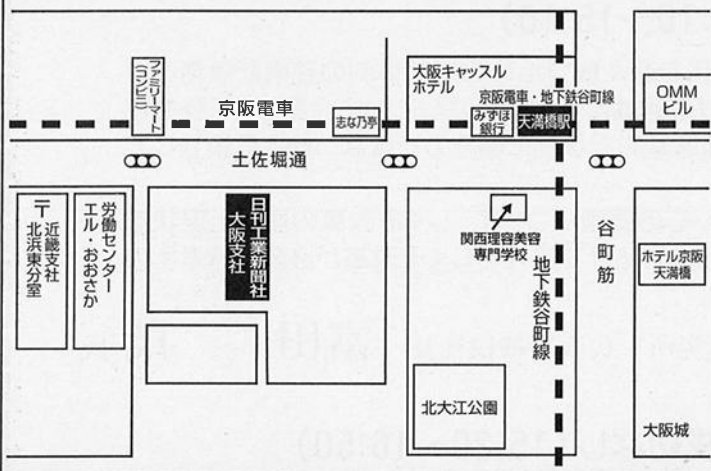 ファミリーマート
(コンビニ)
京阪電車
志な乃亭
大阪キャッスル
ホテル
京阪電車・地下鉄谷町線
みずほ
銀行
天満橋駅
OMM
ビル
土佐堀通
〒
近畿支社
北浜東分室
労働センター
エル・おおさか
日刊工業新聞社
大阪支社
関西理容美容
専門学校
地下鉄谷町線
谷町筋
ホテル京阪
天満橋
北大江公園
大阪城